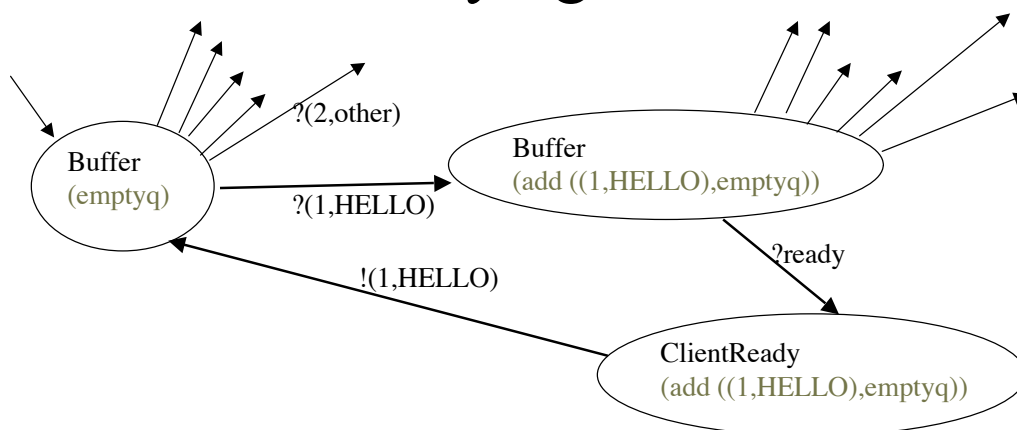 ?(2,other)
Buffer
(emptyq)
Buffer
(add ((1,HELLO),emptyq))
?(1,HELLO)
?ready
!(1,HELLO)
ClientReady
(add ((1,HELLO),emptyq))